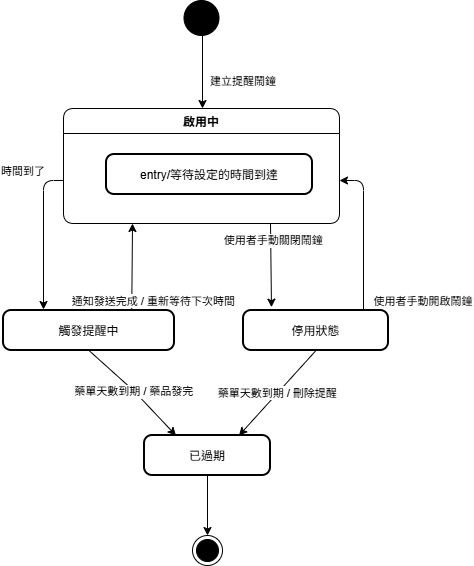 建立提醒鬧鐘
啟用中
entry/等待設定的時間到達
時間到了
使用者手動關閉鬧鐘
通知發送完成 / 重新等待下次時間
使用者手動開啟鬧鐘
觸發提醒中
停用狀態
藥單天數到期 / 藥品發完
藥單天數到期 / 刪除提醒
已過期